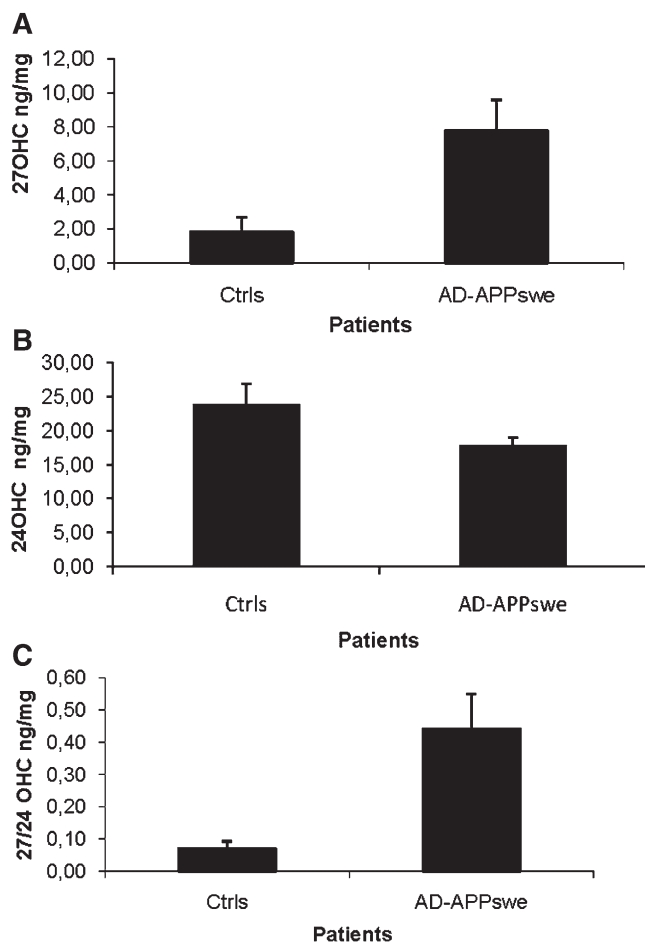 A
27OHC ng/mg
12,00
10,00
8,00
6,00
4,00
2,00
0,00
Ctrls
AD-APPswe
Patients
B
24OHC ng/mg
30,00
25,00
20,00
15,00
10,00
5,00
0,00
Ctrls
AD-APPswe
Patients
C
27/24 OHC ng/mg
0,60
0,50
0,40
0,30
0,20
0,10
0,00
Ctrls
AD-APPswe
Patients